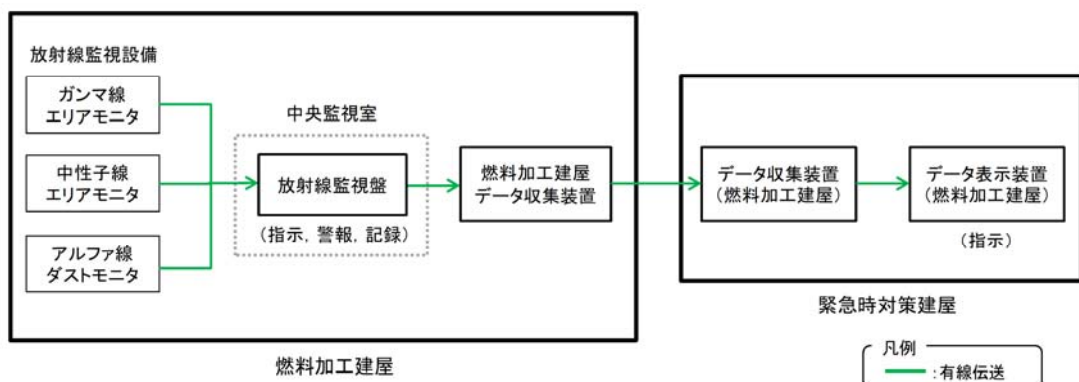 放射線監視設備
ガンマ線
エリアモニタ
中性子線
エリアモニタ
アルファ線
ダストモニタ
中央監視室
放射線監視盤
(指示, 警報, 記録)
燃料加工建屋
データ収集装置
燃料加工建屋
データ収集装置
(燃料加工建屋)
データ表示装置
(燃料加工建屋)
(指示)
緊急時対策建屋
凡例
:有線伝送